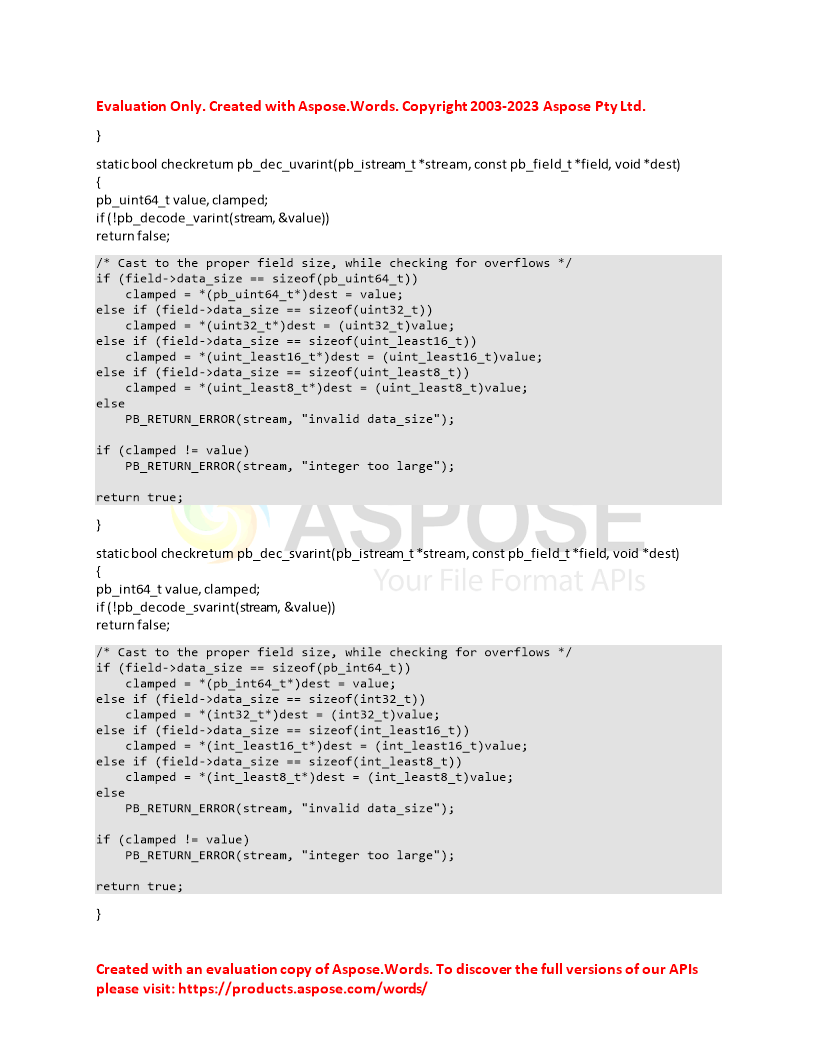 Evaluation Only. Created with Aspose.Words. Copyright 2003-2023 Aspose Pty Ltd.
}
static bool checkreturn pb_dec_uvarint(pb_istream_t *stream, const pb_field_t *field, void *dest)
{
pb_uint64_t value, clamped;
if (!pb_decode_varint(stream, &value))
return false;
/* Cast to the proper field size, while checking for overflows */
if (field->data_size == sizeof(pb_uint64_t))
    clamped = *(pb_uint64_t*)dest = value;
else if (field->data_size == sizeof(uint32_t))
    clamped = *(uint32_t*)dest = (uint32_t)value;
else if (field->data_size == sizeof(uint_least16_t))
    clamped = *(uint_least16_t*)dest = (uint_least16_t)value;
else if (field->data_size == sizeof(uint_least8_t))
    clamped = *(uint_least8_t*)dest = (uint_least8_t)value;
else
    PB_RETURN_ERROR(stream, "invalid data_size");
if (clamped != value)
    PB_RETURN_ERROR(stream, "integer too large");
return true;
ASPOSE
}
static bool checkreturn pb_dec_svarint(pb_istream_t *stream, const pb_field_t *field, void *dest)
{
Your File Format APIs
pb_int64_t value, clamped;
if (!pb_decode_svarint(stream, &value))
return false;
/* Cast to the proper field size, while checking for overflows */
if (field->data_size == sizeof(pb_int64_t))
    clamped = *(pb_int64_t*)dest = value;
else if (field->data_size == sizeof(int32_t))
    clamped = *(int32_t*)dest = (int32_t)value;
else if (field->data_size == sizeof(int_least16_t))
    clamped = *(int_least16_t*)dest = (int_least16_t)value;
else if (field->data_size == sizeof(int_least8_t))
    clamped = *(int_least8_t*)dest = (int_least8_t)value;
else
    PB_RETURN_ERROR(stream, "invalid data_size");
if (clamped != value)
    PB_RETURN_ERROR(stream, "integer too large");
return true;
}
Created with an evaluation copy of Aspose.Words. To discover the full versions of our APIs
please visit: https://products.aspose.com/words/